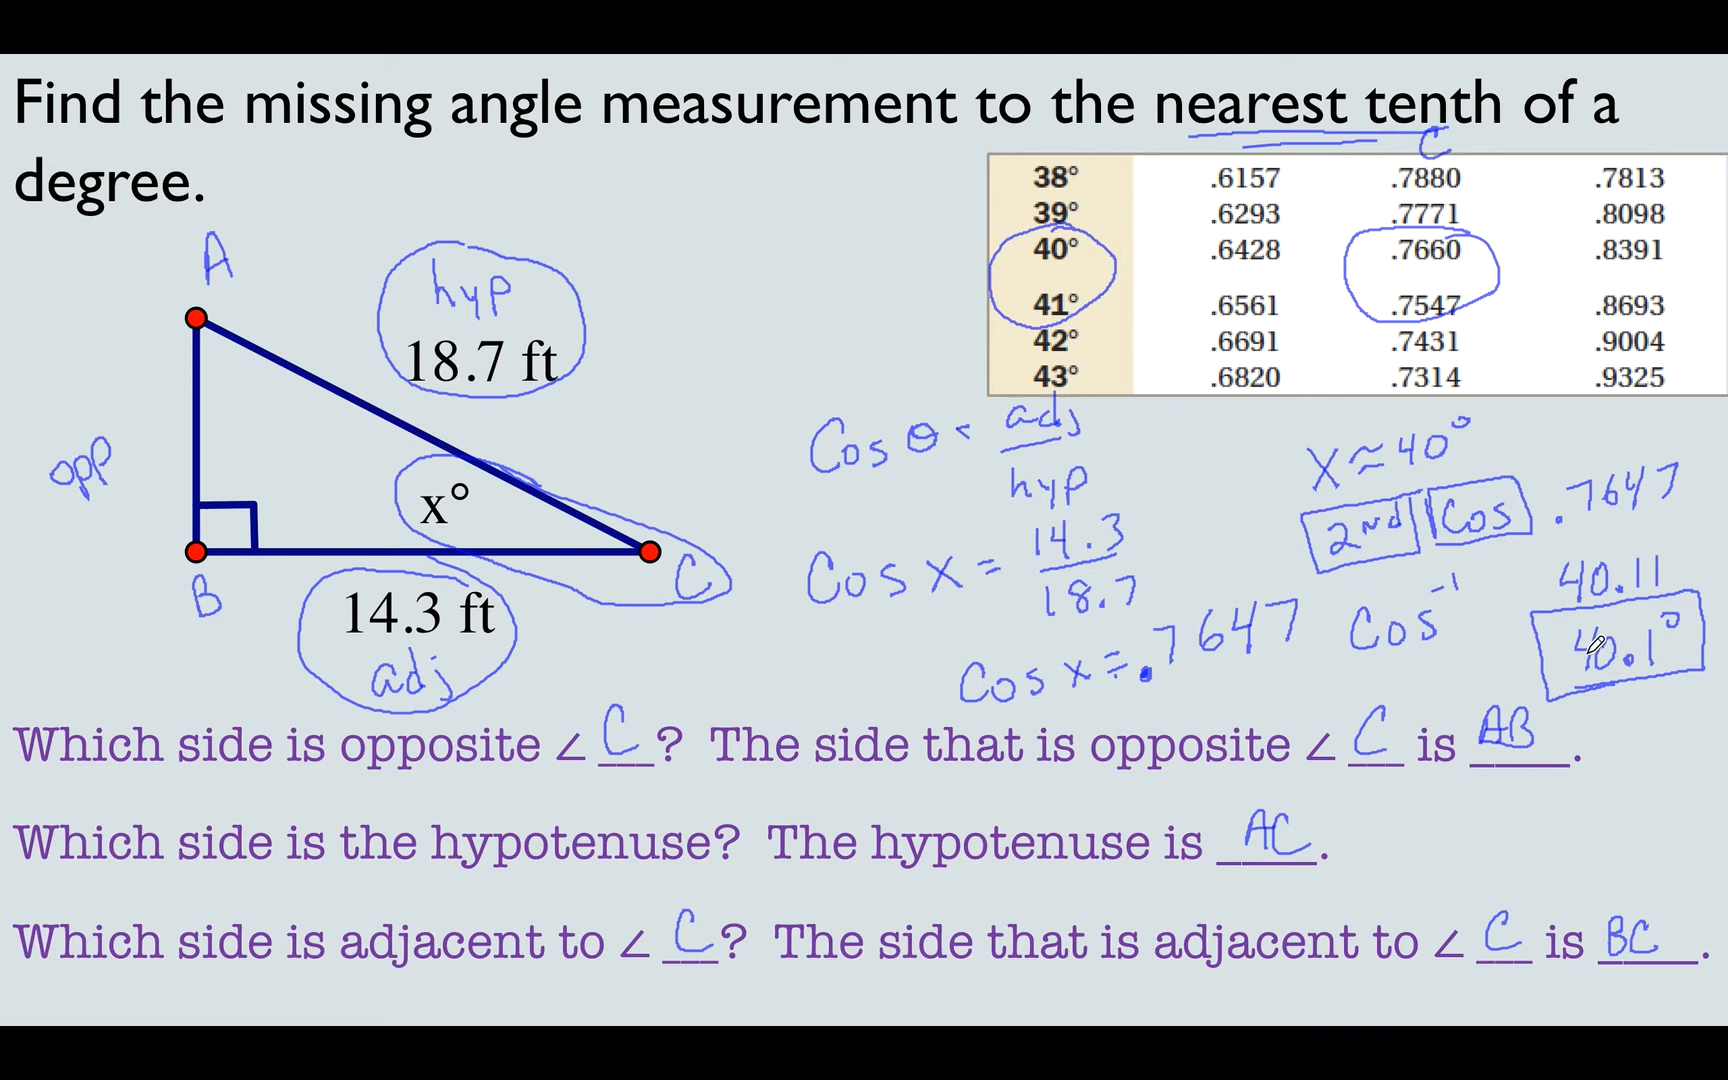 Find the missing angle measurement to the nearest tenth of a
degree.
C
38° .6157 .7880 .7813
39° .6293 .7771 .8098
40° .6428 .7660 .8391
41° .6561 .7547 .8693
42° .6691 .7431 .9004
43° .6820 .7314 .9325
A
hyp
18.7 ft
opp
x°
B
C
14.3 ft
adj
Cos θ = adj
hyp
Cos x = 14.3
18.7
Cos x = .7647
X ≈ 40°
2nd Cos .7647
Cos -1
40.11
40.1°
Which side is opposite ∠ C? The side that is opposite ∠ C is AB.
Which side is the hypotenuse? The hypotenuse is AC.
Which side is adjacent to ∠ C? The side that is adjacent to ∠ C is BC.